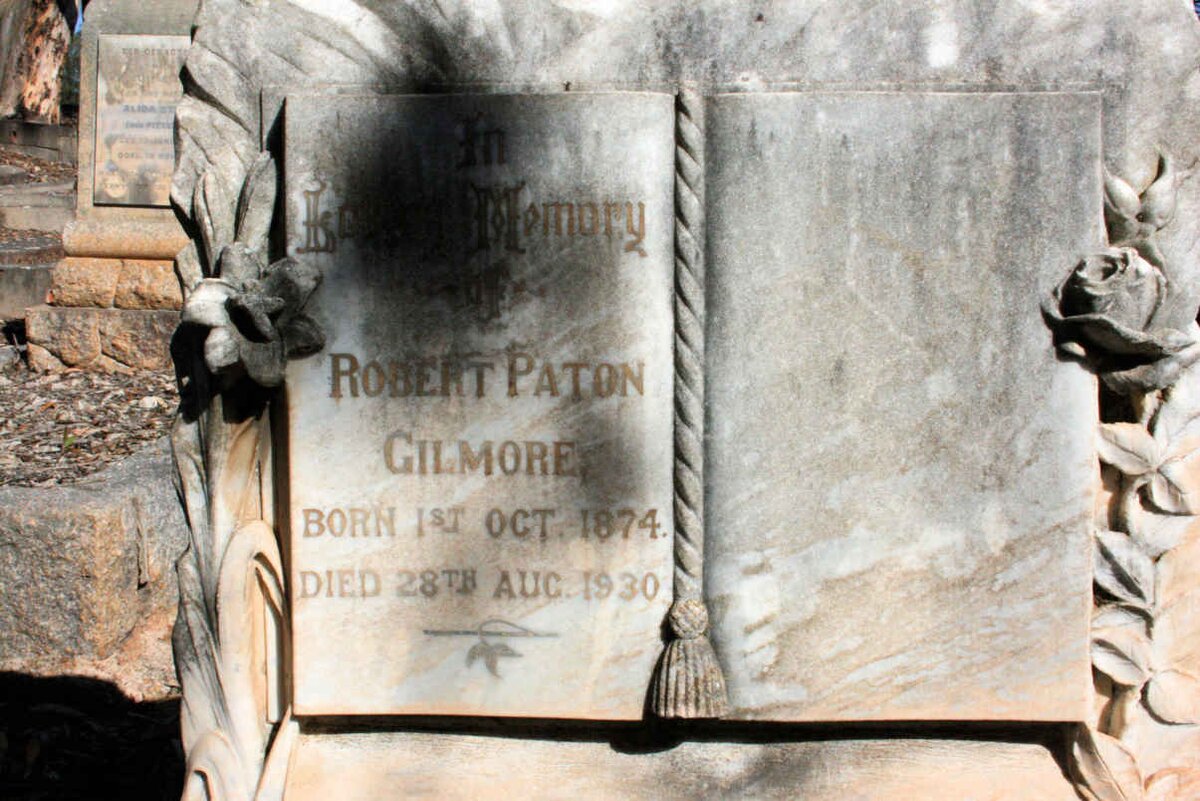 In
Loving Memory
of
ROBERT PATON
GILMORE
BORN 1ST OCT. 1874.
DIED 28TH AUG. 1930.